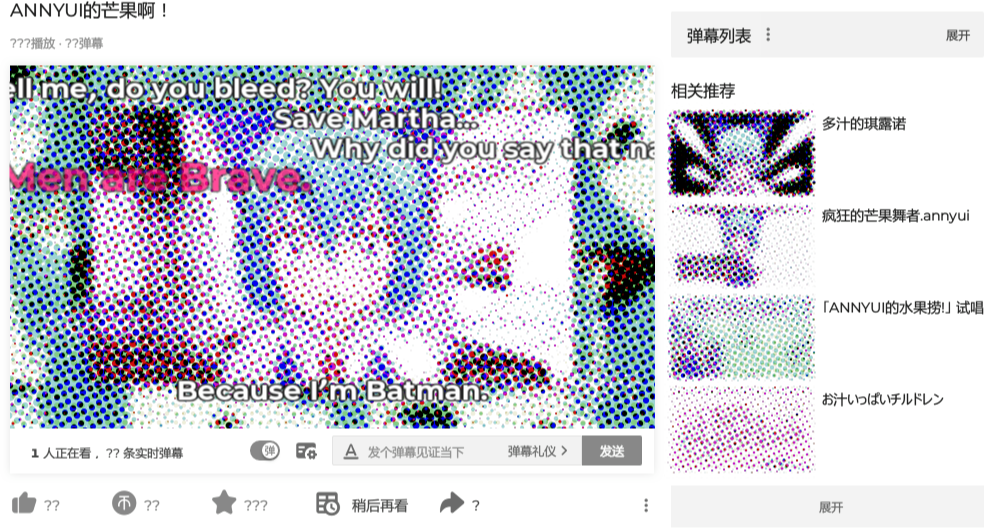 ANNYUI的芒果啊！
???播放 · ??弹幕
ell me, do you bleed? You will!
Save Martha...
Why did you say that na
Men are Brave.
Because I'm Batman.
1 人正在看， ?? 条实时弹幕
弹
A 发个弹幕见证当下
弹幕礼仪 >
发送
??
币 ??
???
稍后再看
?
弹幕列表
展开
相关推荐
多汁的琪露诺
疯狂的芒果舞者.annyui
「ANNYUI的水果捞!」试唱
お汁いっぱいチルドレン
展开